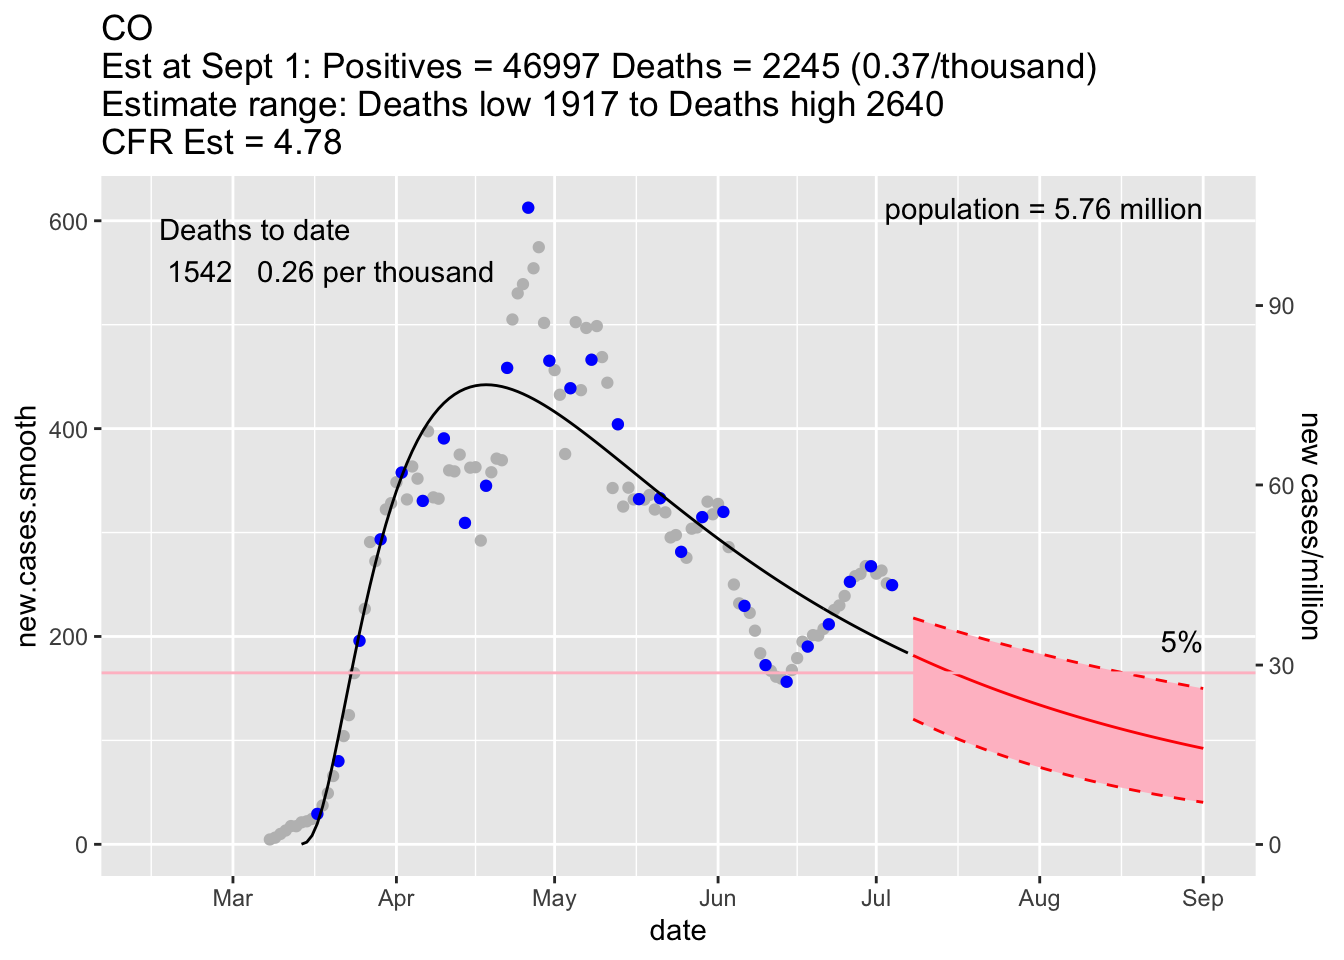 CO
Est at Sept 1: Positives = 46997 Deaths = 2245 (0.37/thousand)
Estimate range: Deaths low 1917 to Deaths high 2640
CFR Est = 4.78
population = 5.76 million
Deaths to date
1542 0.26 per thousand
5%
new.cases.smooth
600
400
200
0
new cases/million
90
60
30
0
Mar Apr May Jun Jul Aug Sep
date